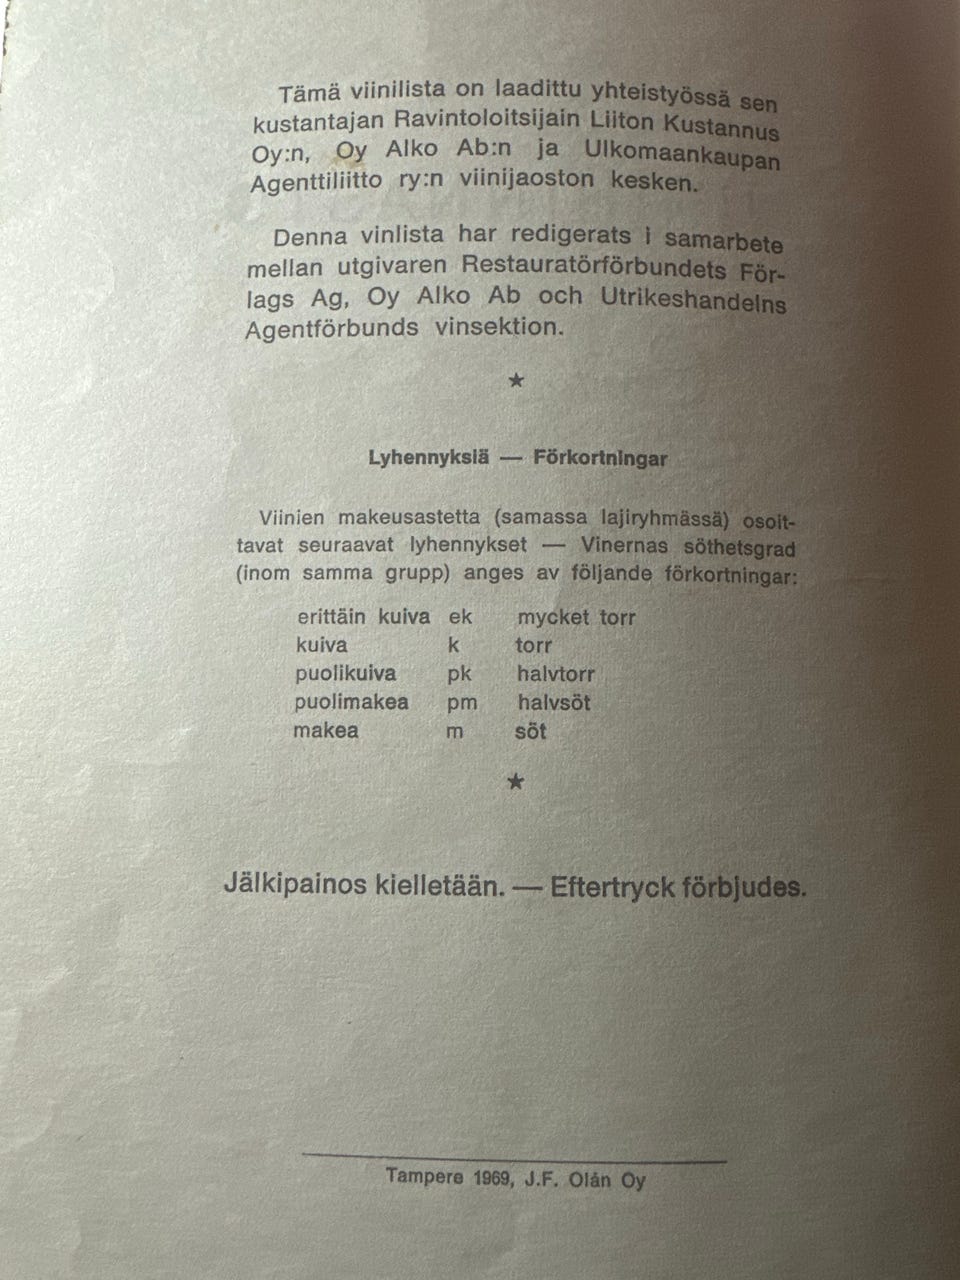 Tämä viinilista on laadittu yhteistyössä sen
kustantajan Ravintoloitsijain Liiton Kustannus
Oy:n, Oy Alko Ab:n ja Ulkomaankaupan
Agenttiliitto ry:n viinijaoston kesken.
Denna vinlista har redigerats i samarbete
mellan utgivaren Restauratörförbundets För-
lags Ag, Oy Alko Ab och Utrikeshandelns
Agentförbunds vinsektion.
★
Lyhennyksiä — Förkortningar
Viinien makeusastetta (samassa lajiryhmässä) osoit-
tavat seuraavat lyhennykset — Vinernas söthetsgrad
(inom samma grupp) anges av följande förkortningar:
erittäin kuiva ek mycket torr
kuiva k torr
puolikuiva pk halvtorr
puolimakea pm halvsöt
makea m söt
★
Jälkipainos kielletään. — Eftertryck förbjudes.
Tampere 1969, J.F. Olán Oy